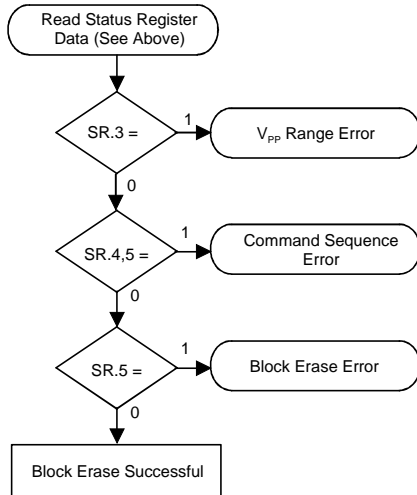 Read Status Register
Data (See Above)
SR.3 =
1
V_PP Range Error
0
SR.4,5 =
1
Command Sequence
Error
0
SR.5 =
1
Block Erase Error
0
Block Erase Successful